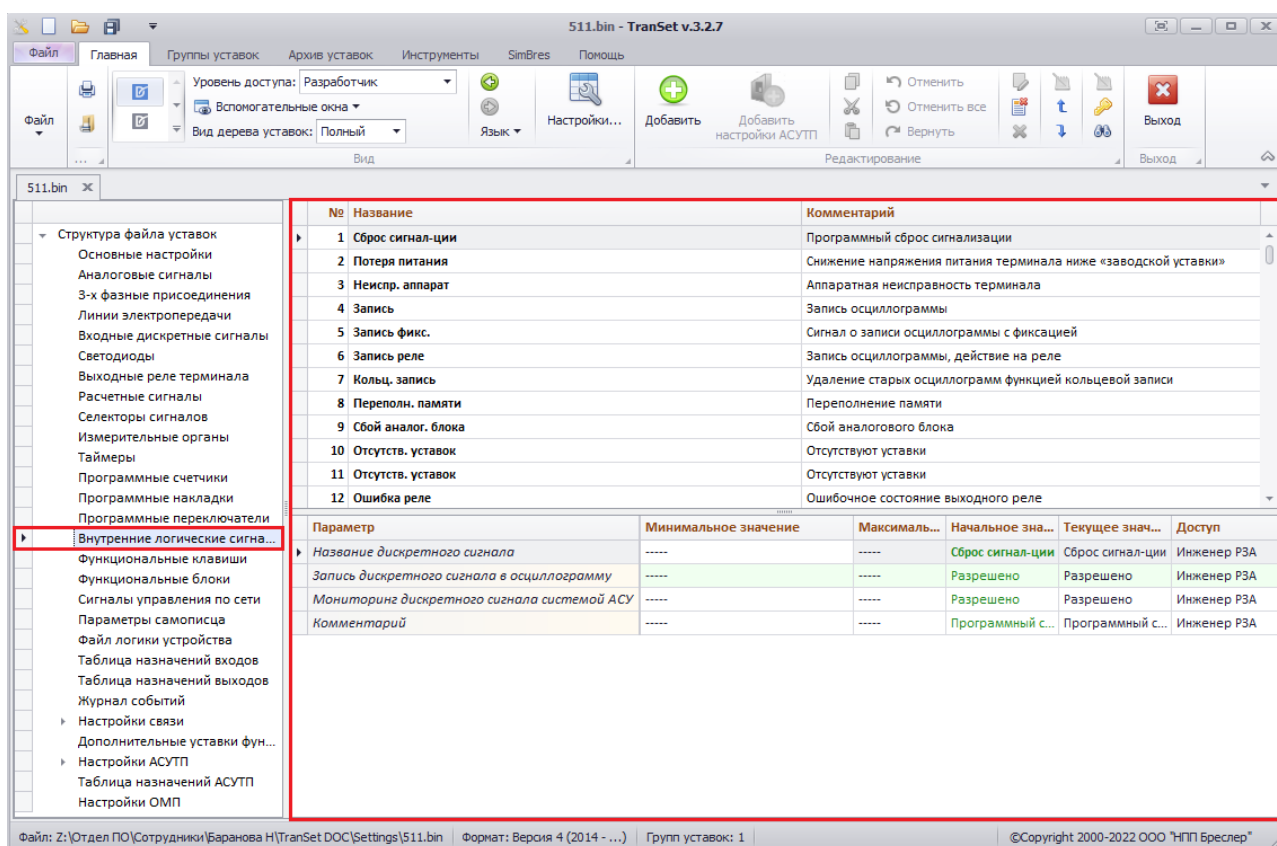 511.bin - TranSet v.3.2.7
Файл Главная Группы уставок Архив уставок Инструменты SimBres Помощь
Файл
...
Уровень доступа: Разработчик
Вспомогательные окна
Вид дерева уставок: Полный
Язык
Настройки...
Вид
Добавить
Добавить
настройки АСУТП
Отменить
Отменить все
Вернуть
Редактирование
Выход
Выход
511.bin
Структура файла уставок
Основные настройки
Аналоговые сигналы
3-х фазные присоединения
Линии электропередачи
Входные дискретные сигналы
Светодиоды
Выходные реле терминала
Расчетные сигналы
Селекторы сигналов
Измерительные органы
Таймеры
Программные счетчики
Программные накладки
Программные переключатели
Внутренние логические сигна...
Функциональные клавиши
Функциональные блоки
Сигналы управления по сети
Параметры самописца
Файл логики устройства
Таблица назначений входов
Таблица назначений выходов
Журнал событий
Настройки связи
Дополнительные уставки фун...
Настройки АСУТП
Таблица назначений АСУТП
Настройки ОМП
№ Название Комментарий
1 Сброс сигнал-ции Программный сброс сигнализации
2 Потеря питания Снижение напряжения питания терминала ниже «заводской уставки»
3 Неиспр. аппарат Аппаратная неисправность терминала
4 Запись Запись осциллограммы
5 Запись фикс. Сигнал о записи осциллограммы с фиксацией
6 Запись реле Запись осциллограммы, действие на реле
7 Кольц. запись Удаление старых осциллограмм функцией кольцевой записи
8 Переполн. памяти Переполнение памяти
9 Сбой аналог. блока Сбой аналогового блока
10 Отсутств. уставок Отсутствуют уставки
11 Отсутств. уставок Отсутствуют уставки
12 Ошибка реле Ошибочное состояние выходного реле
Параметр Минимальное значение Максималь... Начальное зна... Текущее знач... Доступ
Название дискретного сигнала ----- ----- Сброс сигнал-ции Сброс сигнал-ции Инженер РЗА
Запись дискретного сигнала в осциллограмму ----- ----- Разрешено Разрешено Инженер РЗА
Мониторинг дискретного сигнала системой АСУ ----- ----- Разрешено Разрешено Инженер РЗА
Комментарий ----- ----- Программный с... Программный с... Инженер РЗА
Файл: Z:\Отдел ПО\Сотрудники\Баранова Н\TranSet DOC\Settings\511.bin Формат: Версия 4 (2014 - ...) Групп уставок: 1 ©Copyright 2000-2022 ООО "НПП Бреслер"